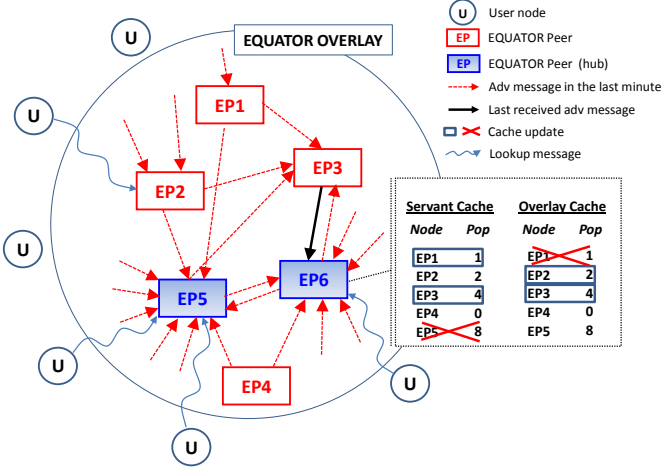 U
User node
EP
EQUATOR Peer
EP
EQUATOR Peer (hub)
Adv message in the last minute
Last received adv message
Cache update
Lookup message
EQUATOR OVERLAY
U
U
U
U
U
U
EP1
EP2
EP3
EP4
EP5
EP6
Servant Cache
Node Pop
EP1 1
EP2 2
EP3 4
EP4 0
EP5 8
Overlay Cache
Node Pop
EP1 1
EP2 2
EP3 4
EP4 0
EP5 8